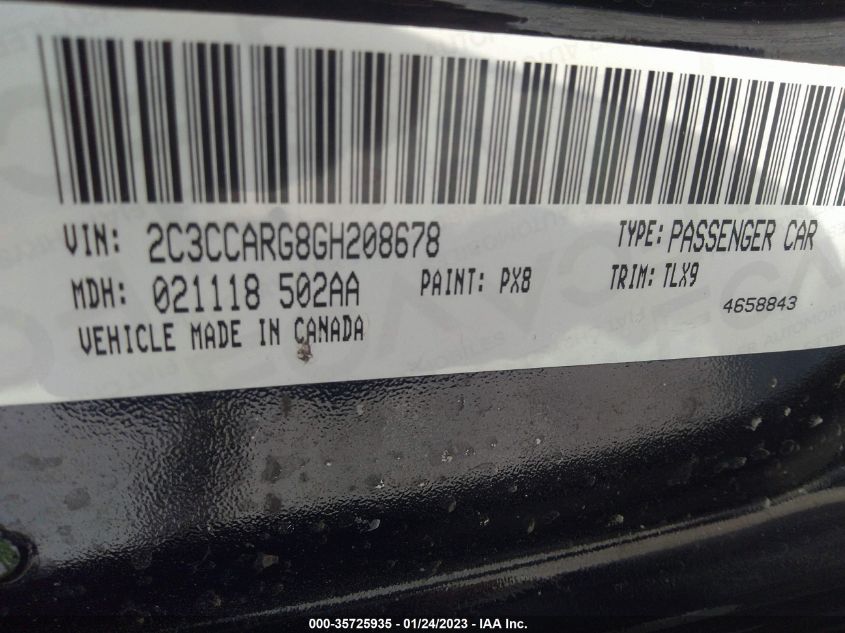 VIN: 2C3CCARG8GH208678 TYPE: PASSENGER CAR
MDH: 021118 502AA PAINT: PX8 TRIM: TLX9
4658843
VEHICLE MADE IN CANADA
000-35725935 - 01/24/2023 - IAA Inc.